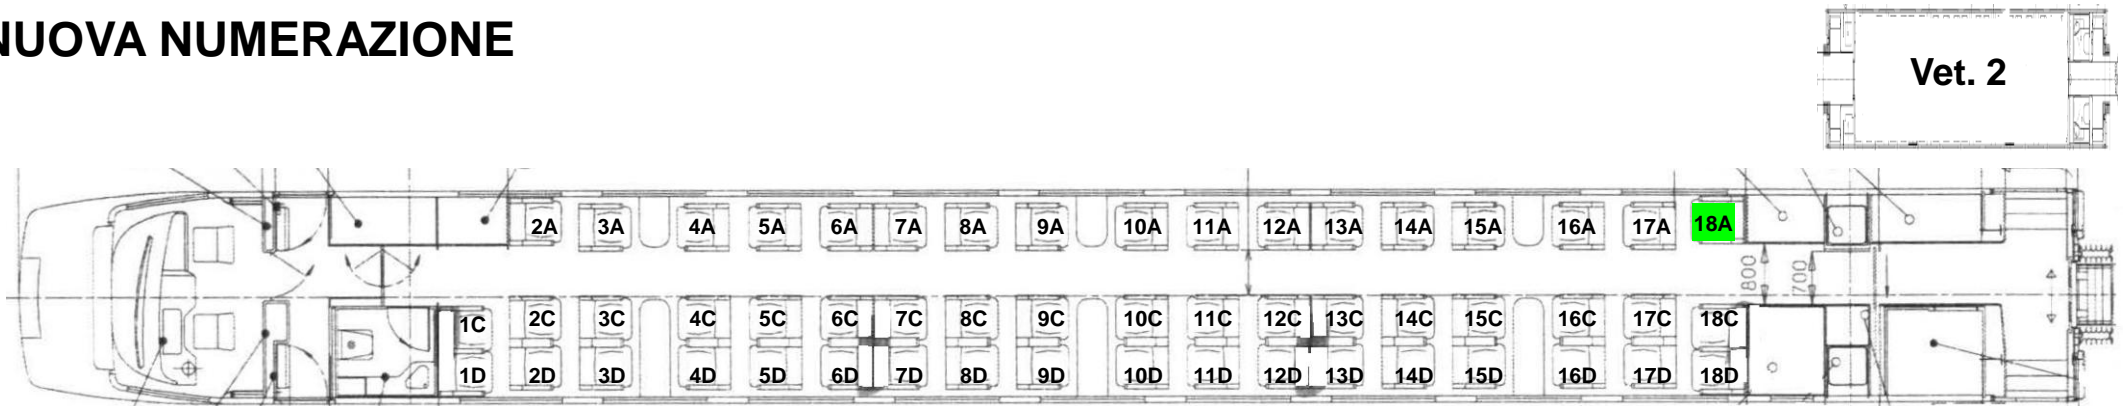 NUOVA NUMERAZIONE
Vet. 2
2A 3A 4A 5A 6A 7A 8A 9A 10A 11A 12A 13A 14A 15A 16A 17A 18A
800 700
1C 2C 3C 4C 5C 6C 7C 8C 9C 10C 11C 12C 13C 14C 15C 16C 17C 18C
1D 2D 3D 4D 5D 6D 7D 8D 9D 10D 11D 12D 13D 14D 15D 16D 17D 18D